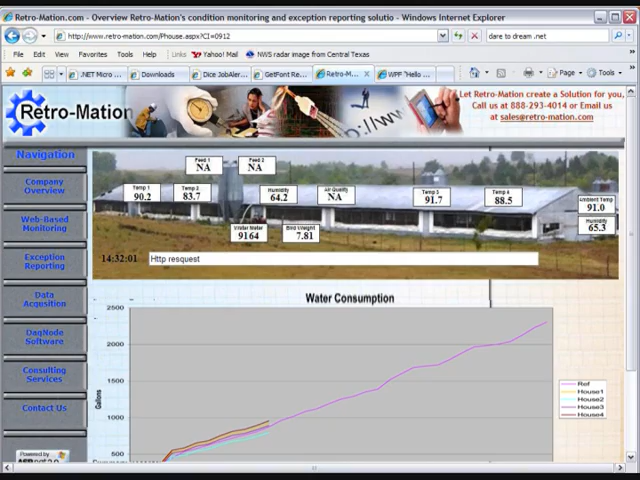 Retro-Mation.com - Overview Retro-Mation's condition monitoring and exception reporting solutio - Windows Internet Explorer
http://www.retro-mation.com/Phouse.aspx?CI=0912
dare to dream .net
File Edit View Favorites Tools Help Links Yahoo! Mail NWS radar image from Central Texas
.NET Micro ... Downloads Dice JobAler... GetFont Re... Retro-M... WPF "Hello ...
Page Tools
Retro-Mation
http://www
Let Retro-Mation create a Solution for you,
Call us at 888-293-4014 or Email us
at sales@retro-mation.com
Navigation
Company
Overview
Web-Based
Monitoring
Exception
Reporting
Data
Acqusition
DaqNode
Software
Consulting
Services
Contact Us
Powered by
Feed 1
NA
Feed 2
NA
Temp 1
90.2
Temp 2
83.7
Humidity
64.2
Air Quality
NA
Temp 3
91.7
Temp 4
88.5
Ambient Temp
91.0
Humidity
65.3
Water Meter
9164
Bird Weight
7.81
14:32:01 Http resquest
Water Consumption
2500
2000
1500
1000
500
Gallons
Ref
House1
House2
House3
House4